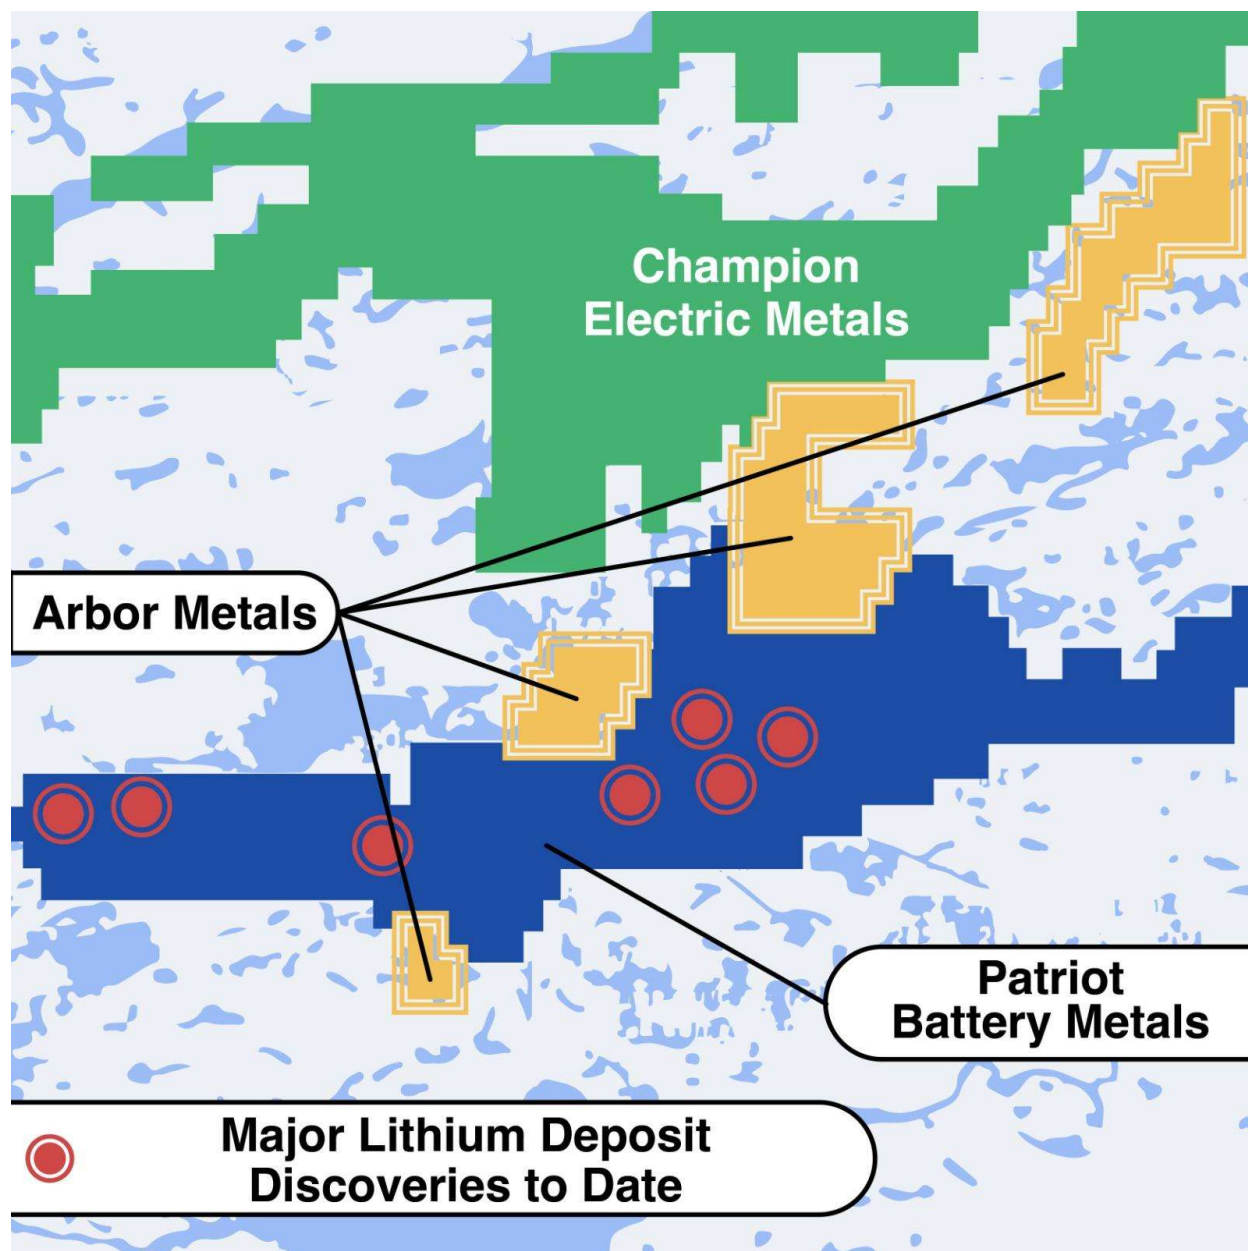 Champion
Electric Metals
Arbor Metals
Patriot
Battery Metals
Major Lithium Deposit
Discoveries to Date